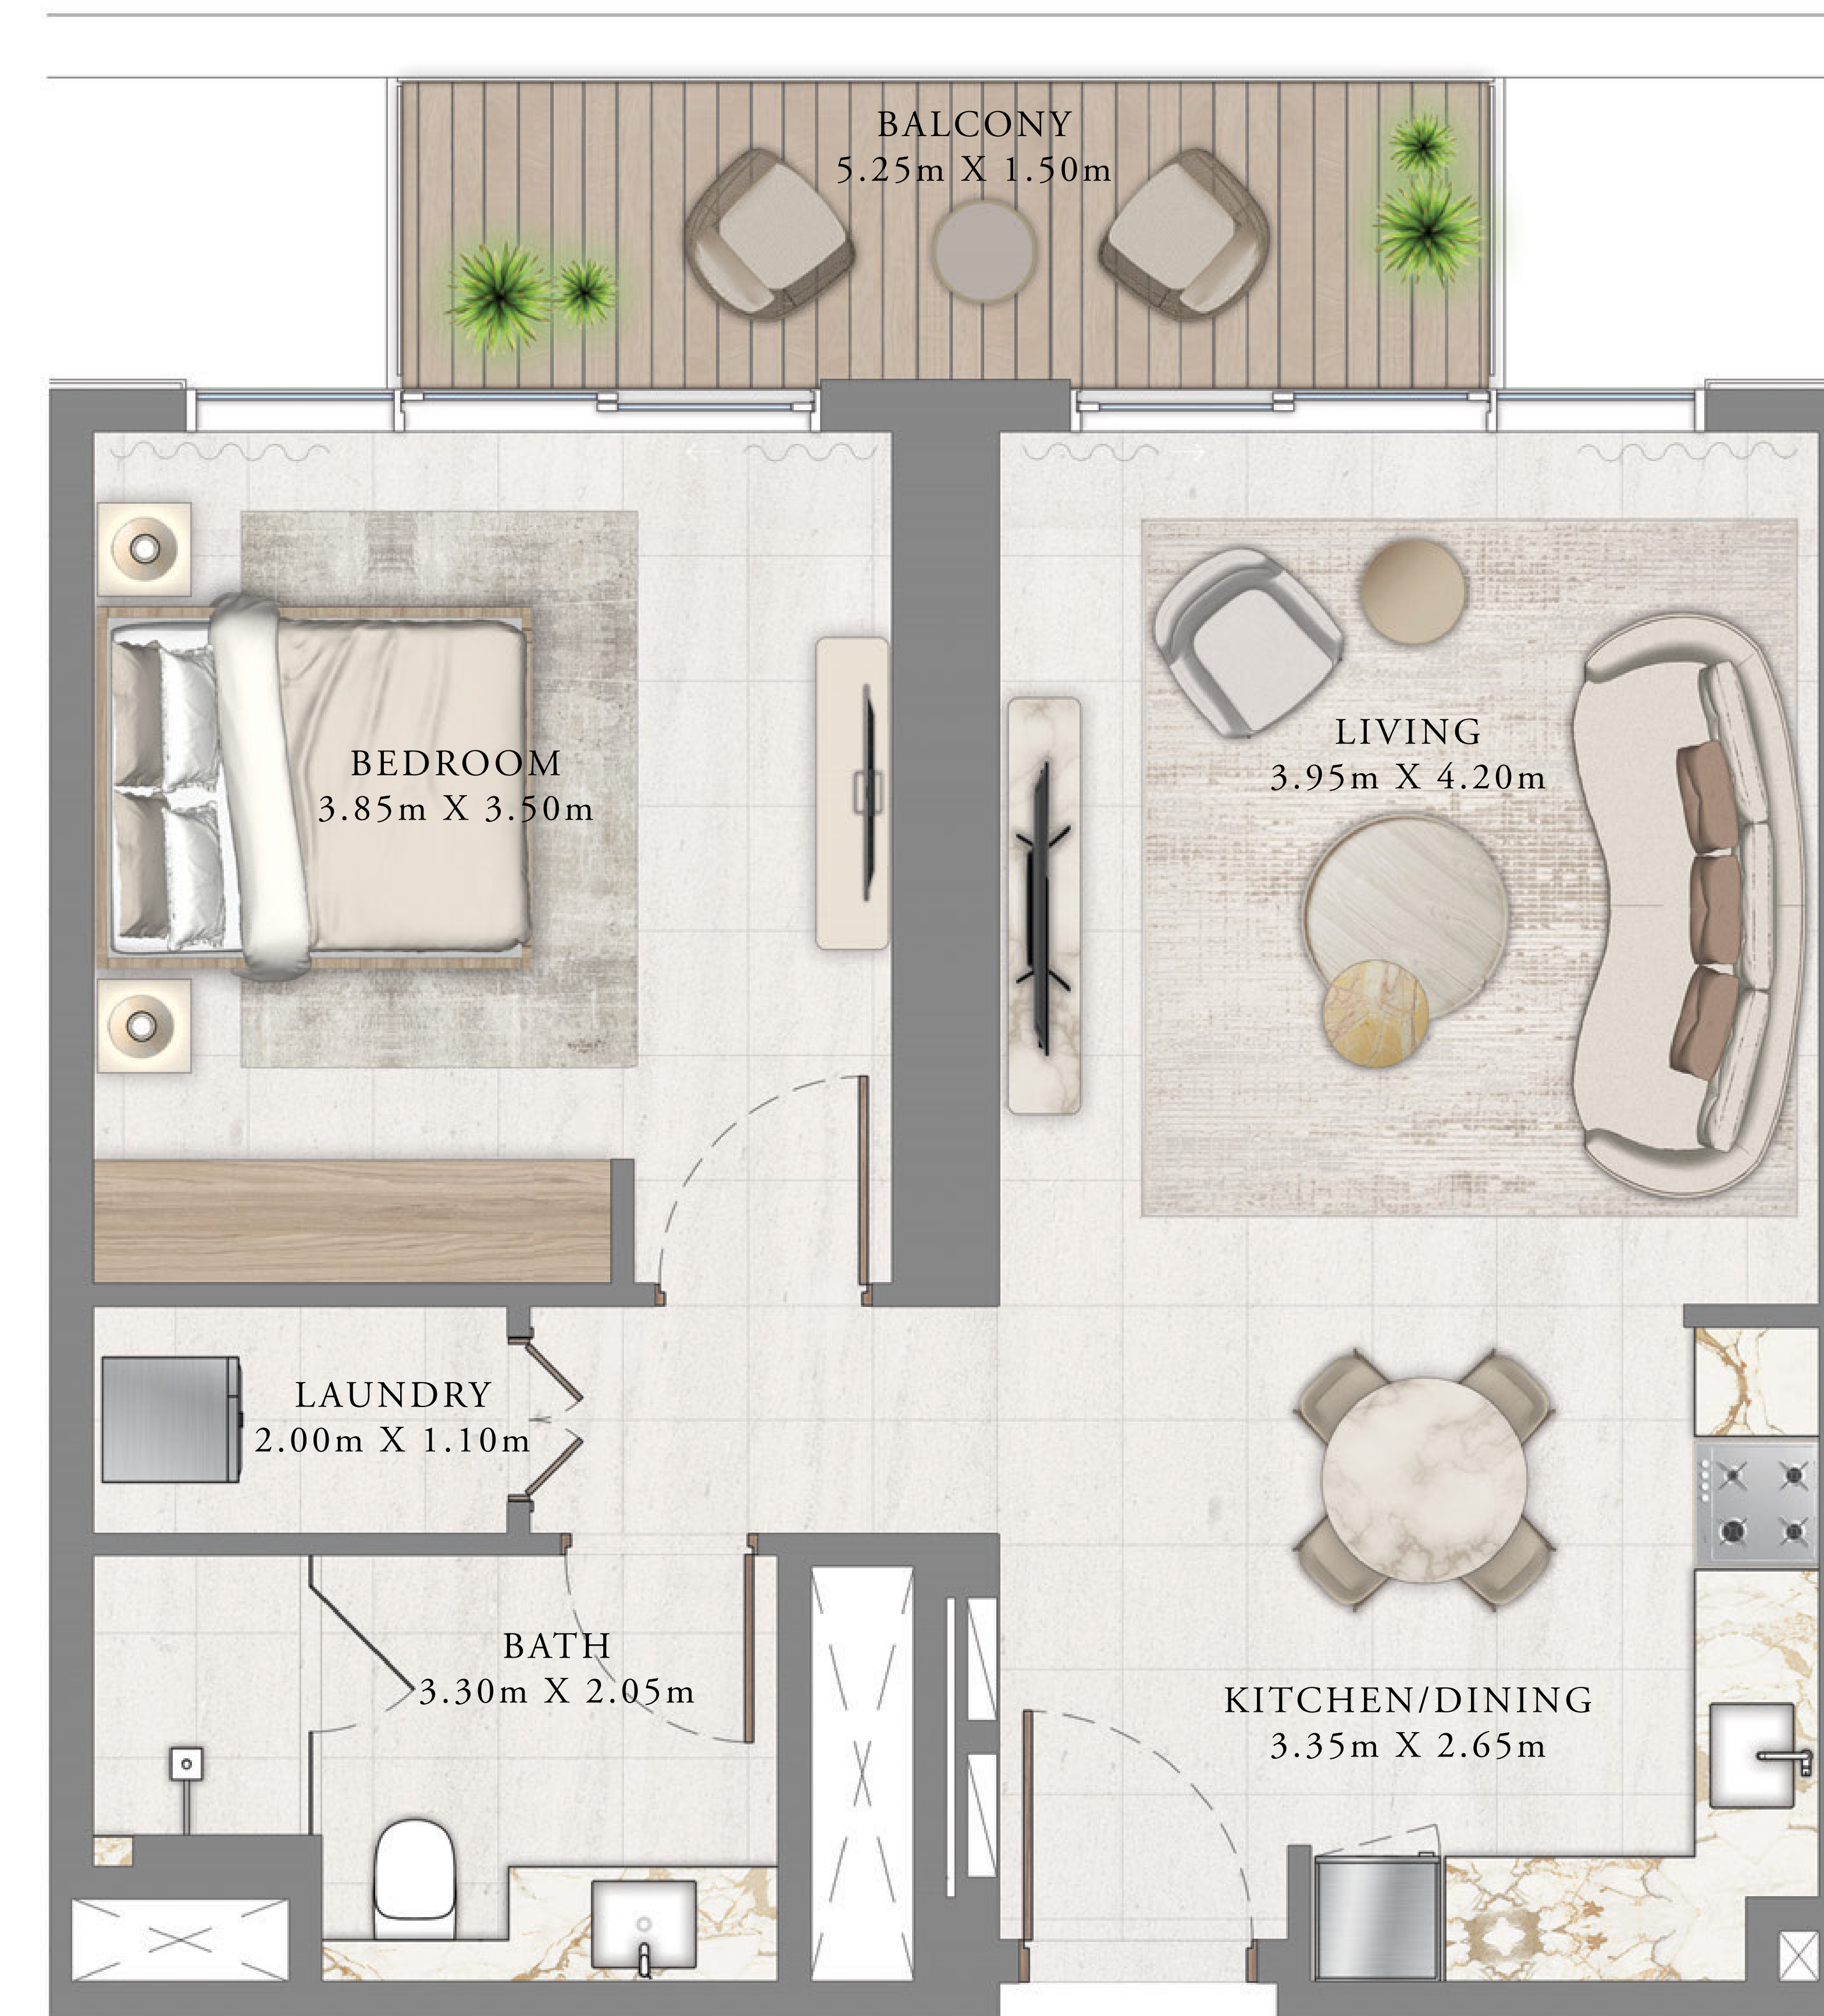 BALCONY
5.25m X 1.50m
BEDROOM
3.85m X 3.50m
LIVING
3.95m X 4.20m
LAUNDRY
2.00m X 1.10m
BATH
3.30m X 2.05m
KITCHEN/DINING
3.35m X 2.65m